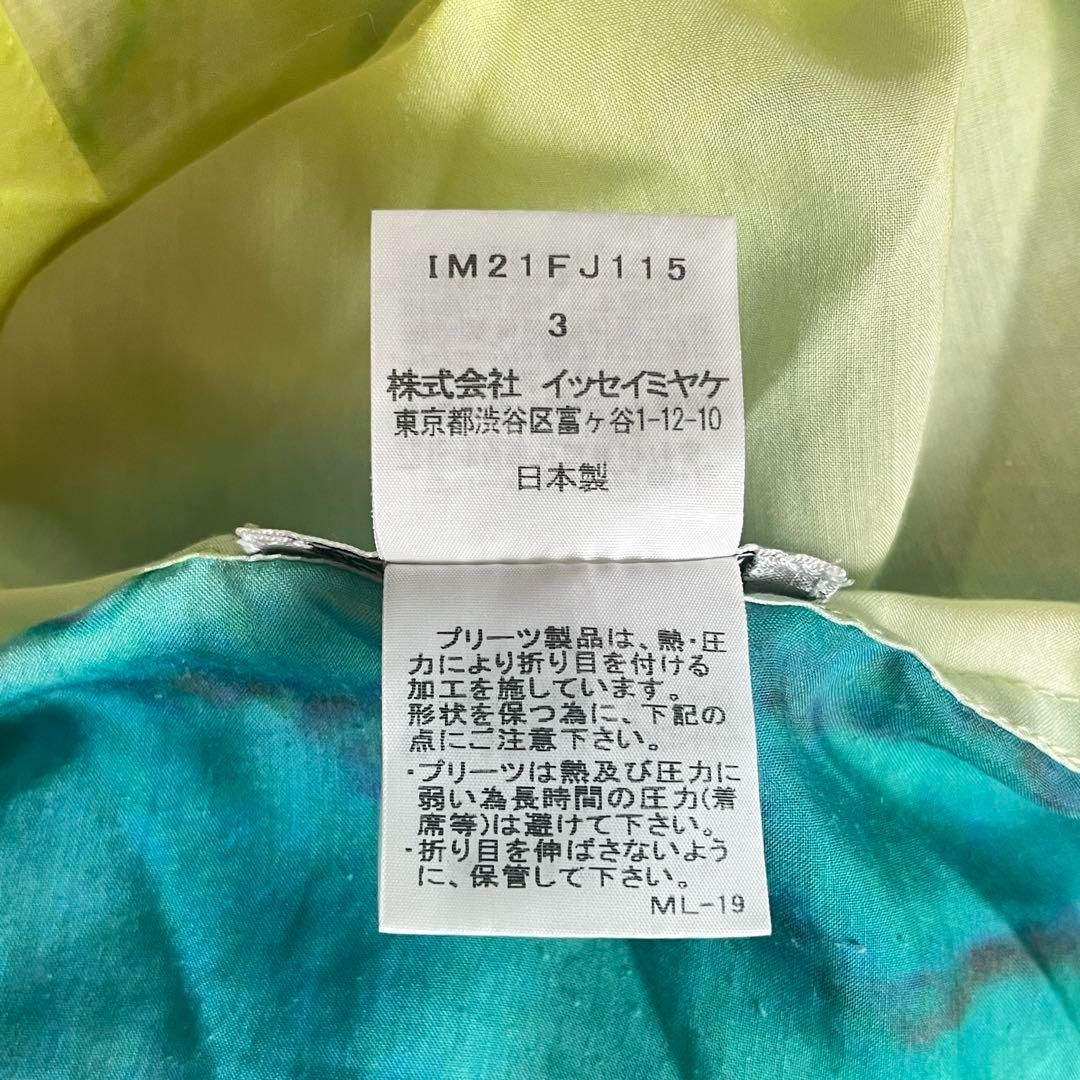 IM21FJ115
3
株式会社 イッセイミヤケ
東京都渋谷区富ヶ谷1-12-10
日本製
プリーツ製品は、熱・圧
力により折り目を付ける
加工を施しています。
形状を保つ為に、下記の
点にご注意下さい。
・プリーツは熱及び圧力に
弱い為長時間の圧力(着
席等)は避けて下さい。
・折り目を伸ばさないよう
に、保管して下さい。
ML-19